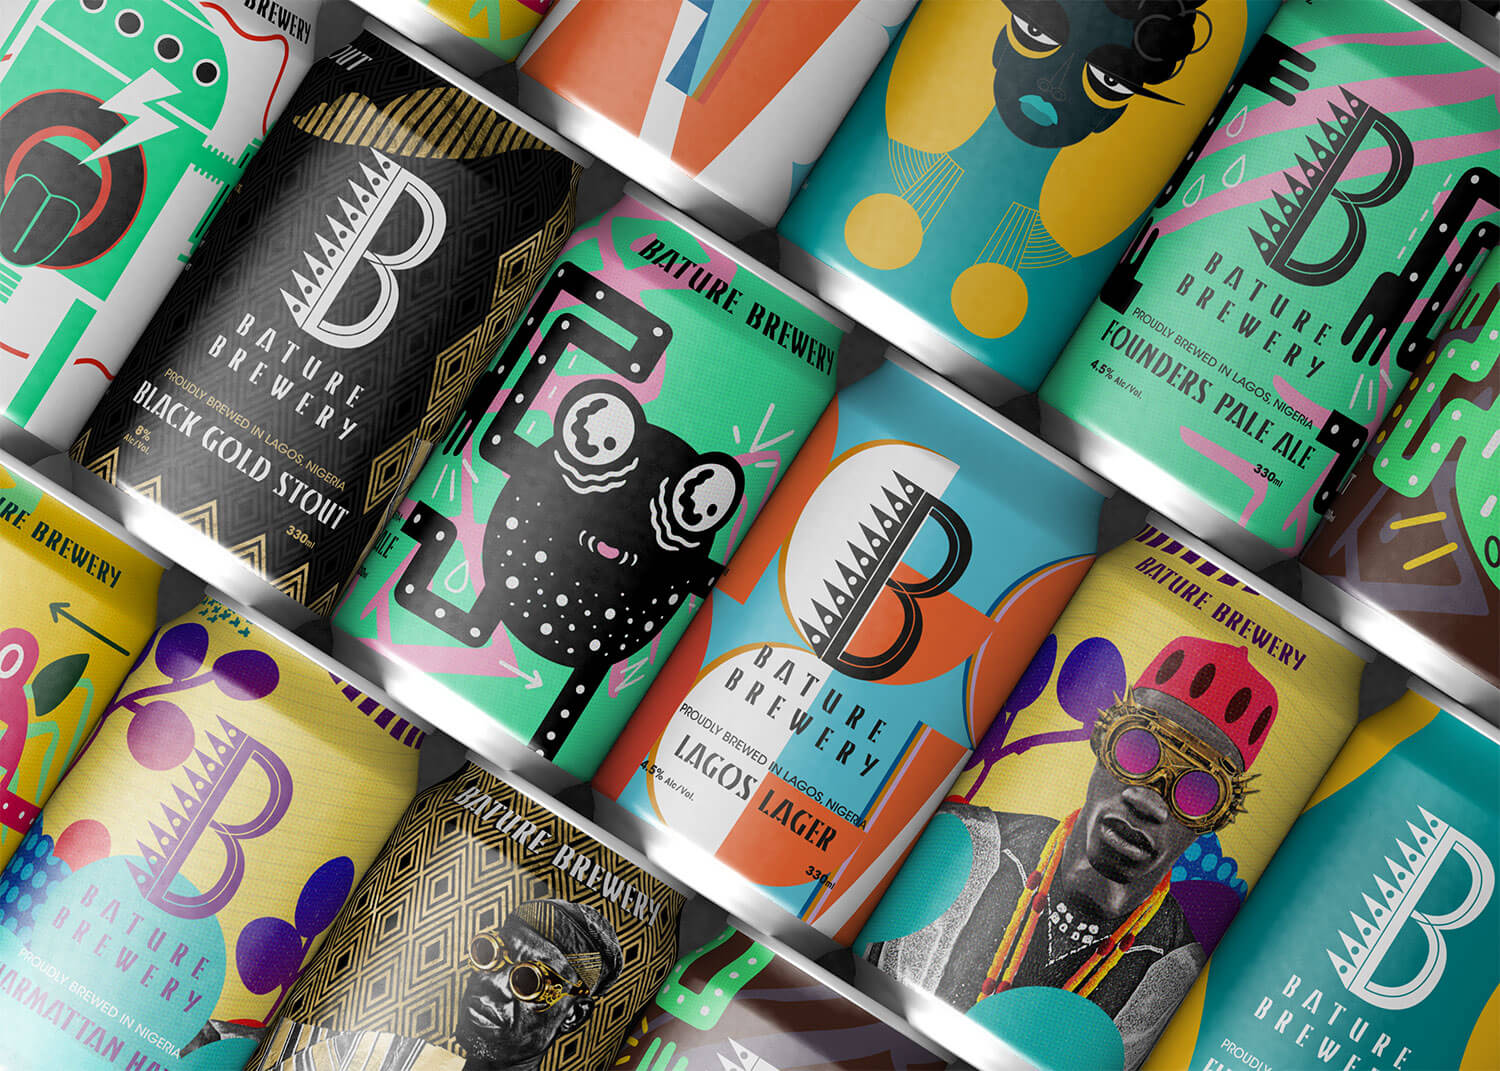 BREWERY
OUT
B
BATURE
BREWERY
PROUDLY BREWED IN LAGOS, NIGERIA
BLACK GOLD STOUT
8%
Alc/Vol.
330ml
BATURE BREWERY
B
BATURE
BREWERY
PROUDLY BREWED IN LAGOS, NIGERIA
FOUNDERS PALE ALE
4.5% Alc/Vol.
330ml
B
BATURE
BREWERY
PROUDLY BREWED IN LAGOS, NIGERIA
LAGOS LAGER
4.5% Alc/Vol.
330ml
BREWERY
B
BATURE
BREWERY
PROUDLY BREWED IN NIGERIA
BATURE BREWERY
BATURE BREWERY
B
BATURE
PROUDLY